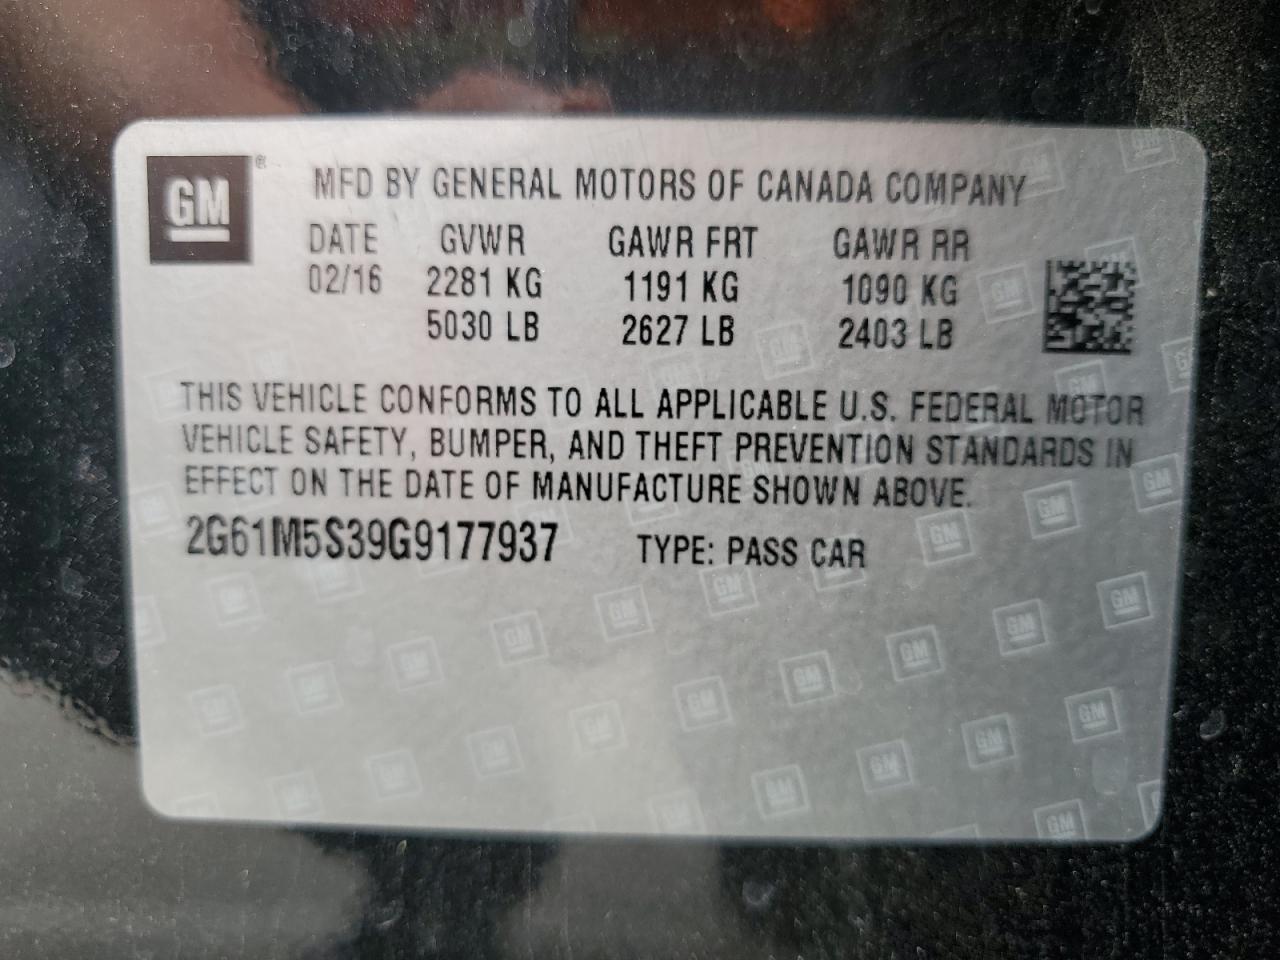 GM ® MFD BY GENERAL MOTORS OF CANADA COMPANY
DATE GVWR GAWR FRT GAWR RR
02/16 2281 KG 1191 KG 1090 KG
5030 LB 2627 LB 2403 LB
THIS VEHICLE CONFORMS TO ALL APPLICABLE U.S. FEDERAL MOTOR
VEHICLE SAFETY, BUMPER, AND THEFT PREVENTION STANDARDS IN
EFFECT ON THE DATE OF MANUFACTURE SHOWN ABOVE.
2G61M5S39G9177937 TYPE: PASS CAR